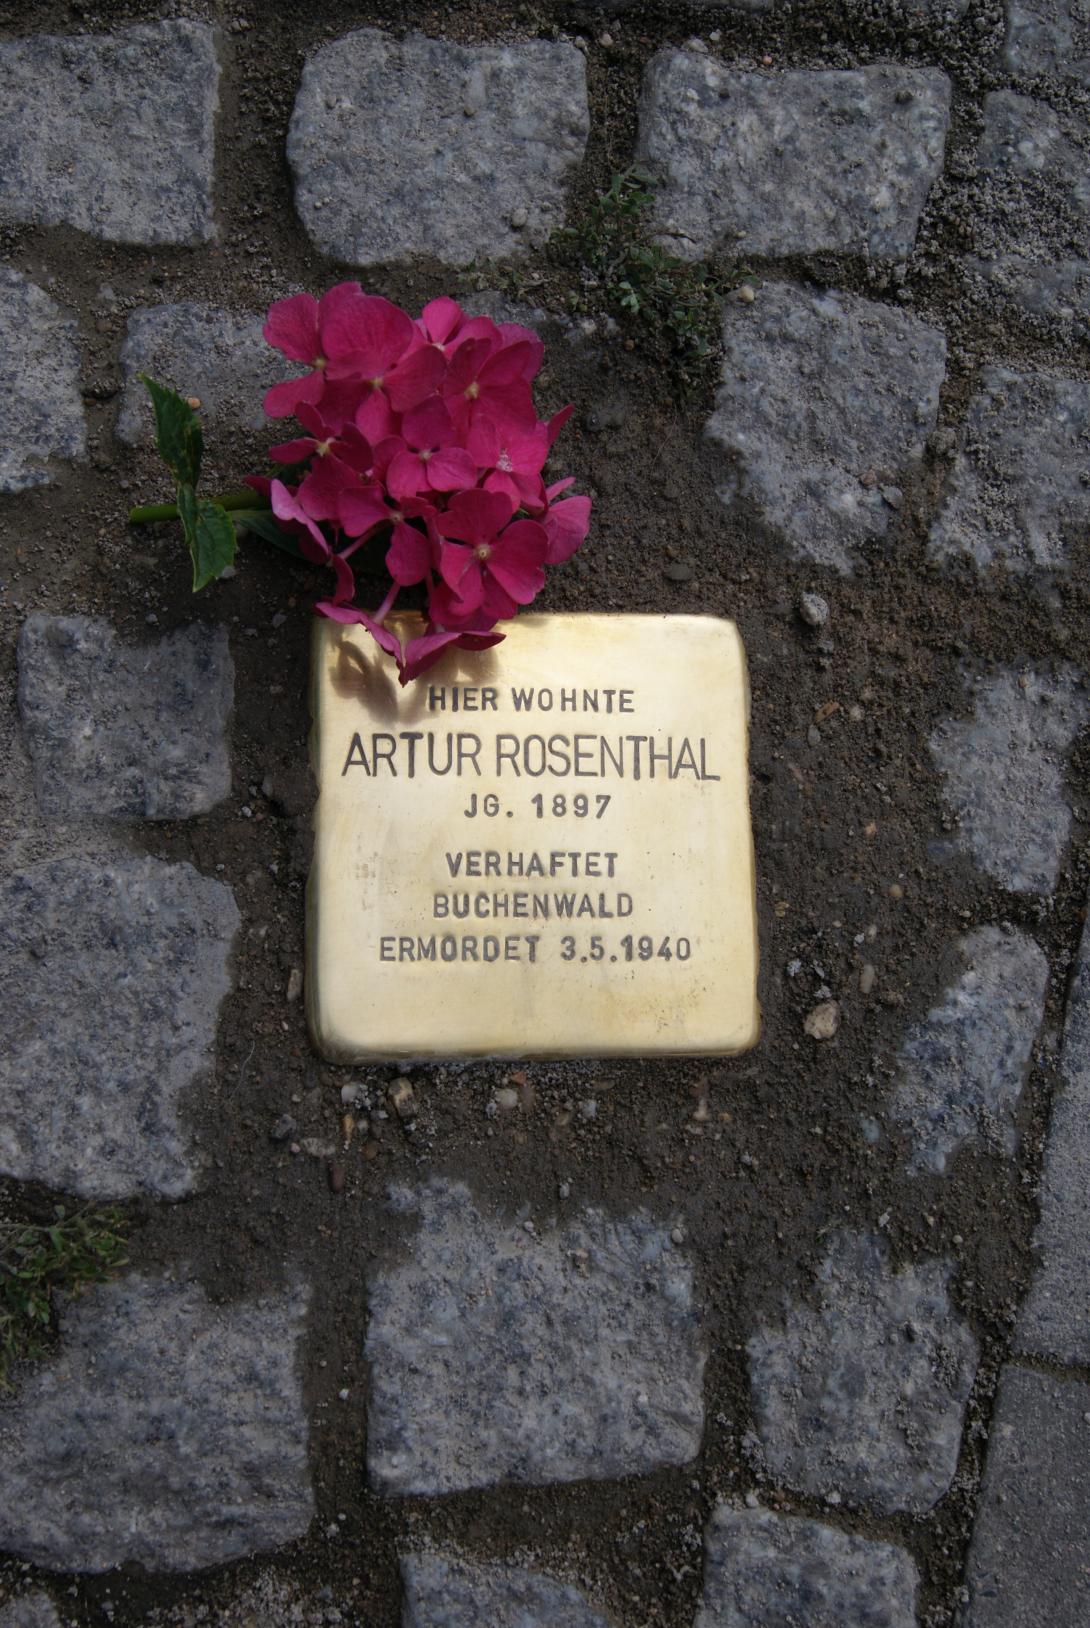 HIER WOHNTE
ARTUR ROSENTHAL
JG. 1897
VERHAFTET
BUCHENWALD
ERMORDET 3.5.1940